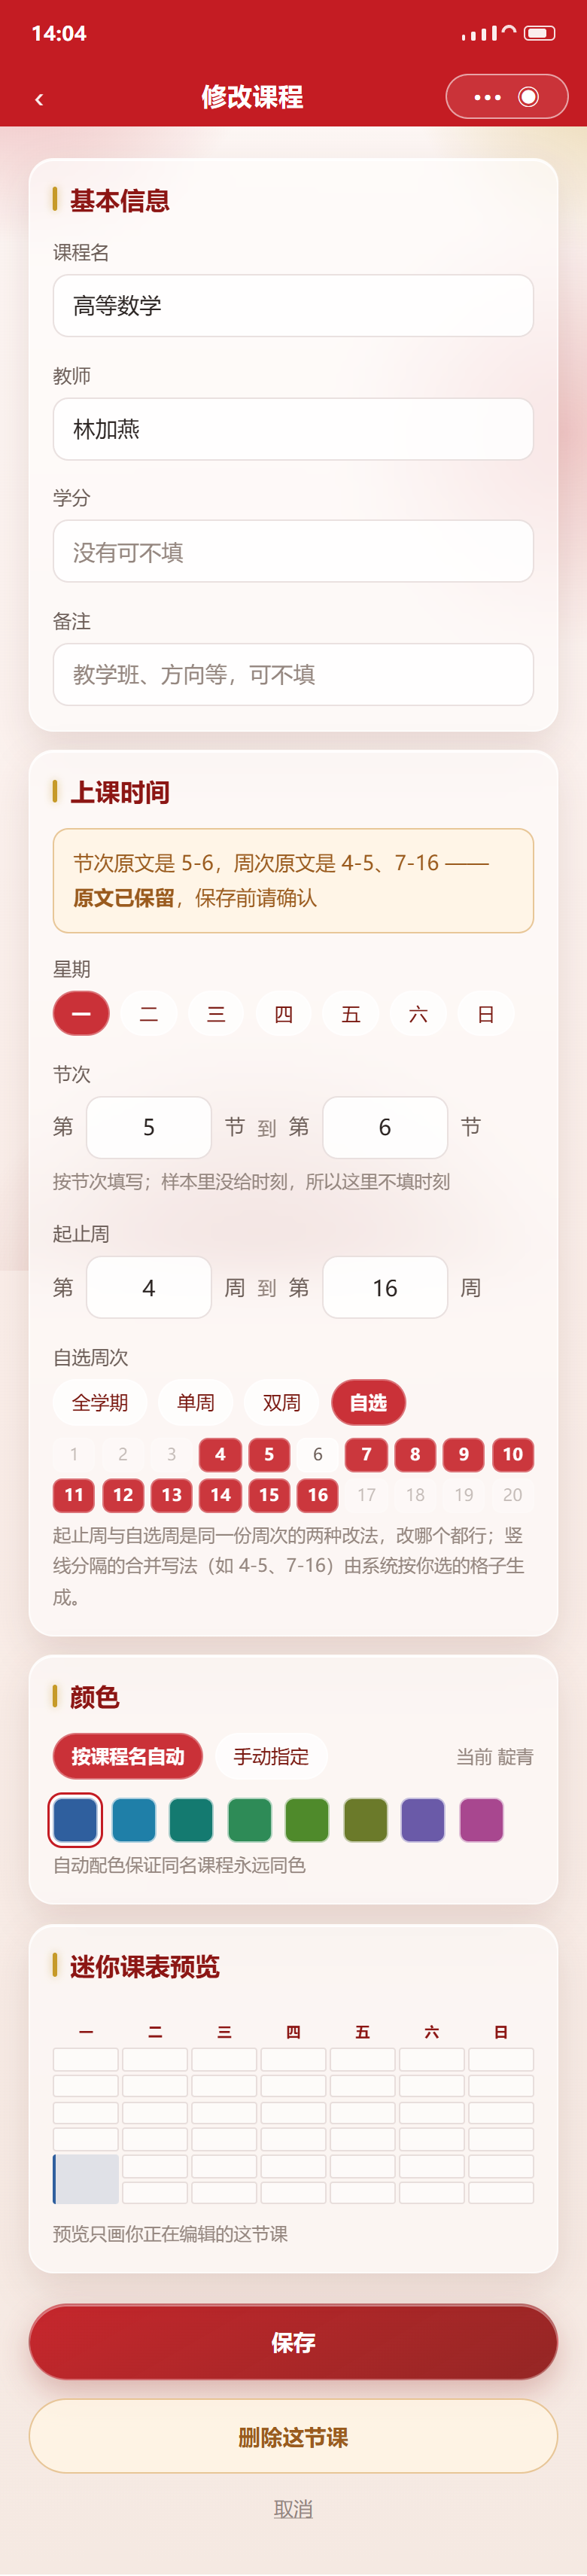 14:04
‹
修改课程
基本信息
课程名
高等数学
教师
林加燕
学分
没有可不填
备注
教学班、方向等，可不填
上课时间
节次原文是 5-6，周次原文是 4-5、7-16 ——
原文已保留，保存前请确认
星期
一 二 三 四 五 六 日
节次
第 5 节 到 第 6 节
按节次填写；样本里没给时刻，所以这里不填时刻
起止周
第 4 周 到 第 16 周
自选周次
全学期 单周 双周 自选
1 2 3 4 5 6 7 8 9 10
11 12 13 14 15 16 17 18 19 20
起止周与自选周是同一份周次的两种改法，改哪个都行；竖
线分隔的合并写法（如 4-5、7-16）由系统按你选的格子生
成。
颜色
按课程名自动 手动指定 当前 靛青
自动配色保证同名课程永远同色
迷你课表预览
一 二 三 四 五 六 日
预览只画你正在编辑的这节课
保存
删除这节课
取消